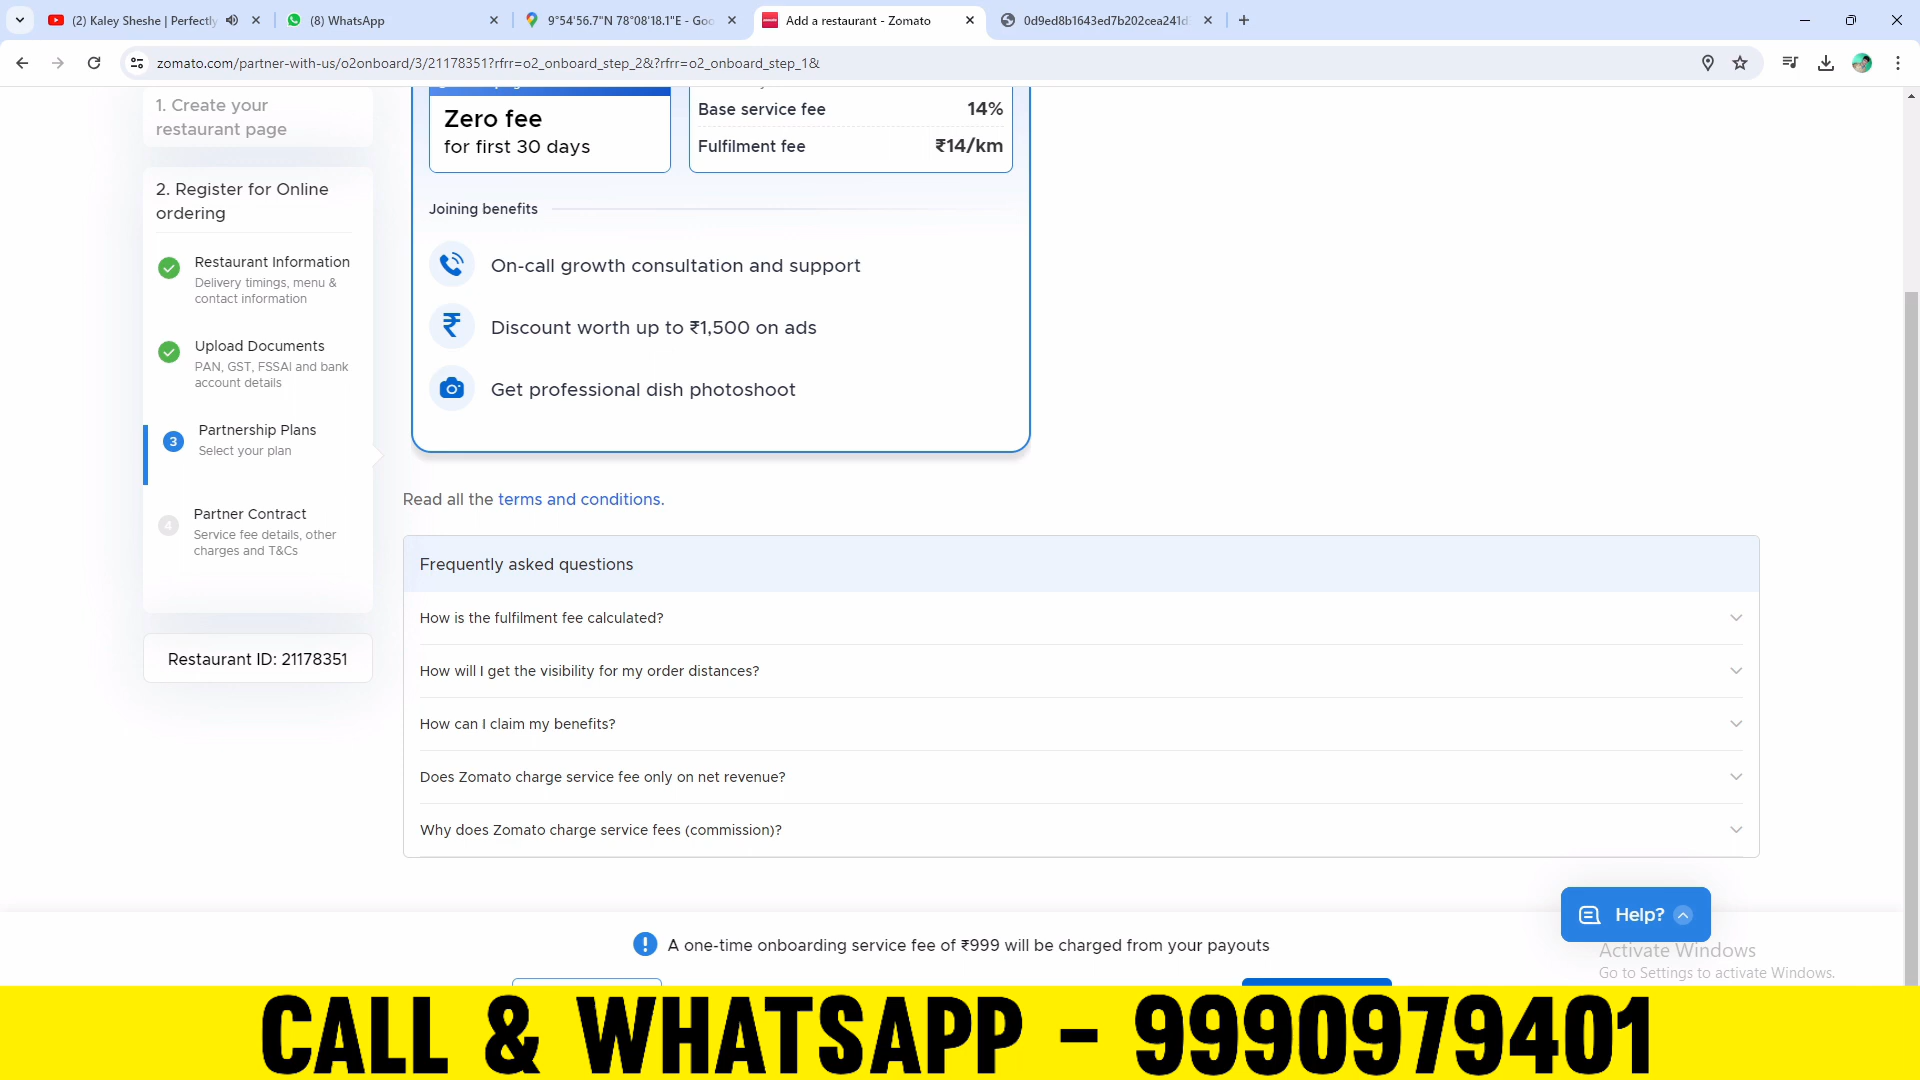 (2) Kaley Sheshe | Perfectly
(8) WhatsApp
9°54'56.7"N 78°08'18.1"E - Goo
Add a restaurant - Zomato
0d9ed8b1643ed7b202cea241d
zomato.com/partner-with-us/o2onboard/3/21178351?rfrr=o2_onboard_step_2&?rfrr=o2_onboard_step_1&
1. Create your
restaurant page
2. Register for Online
ordering
Restaurant Information
Delivery timings, menu &
contact information
Upload Documents
PAN, GST, FSSAI and bank
account details
3
Partnership Plans
Select your plan
4
Partner Contract
Service fee details, other
charges and T&Cs
Restaurant ID: 21178351
Zero fee
for first 30 days
Base service fee 14%
Fulfilment fee ₹14/km
Joining benefits
On-call growth consultation and support
₹ Discount worth up to ₹1,500 on ads
Get professional dish photoshoot
Read all the terms and conditions.
Frequently asked questions
How is the fulfilment fee calculated?
How will I get the visibility for my order distances?
How can I claim my benefits?
Does Zomato charge service fee only on net revenue?
Why does Zomato charge service fees (commission)?
Help?
A one-time onboarding service fee of ₹999 will be charged from your payouts
Activate Windows
Go to Settings to activate Windows.
CALL & WHATSAPP - 9990979401